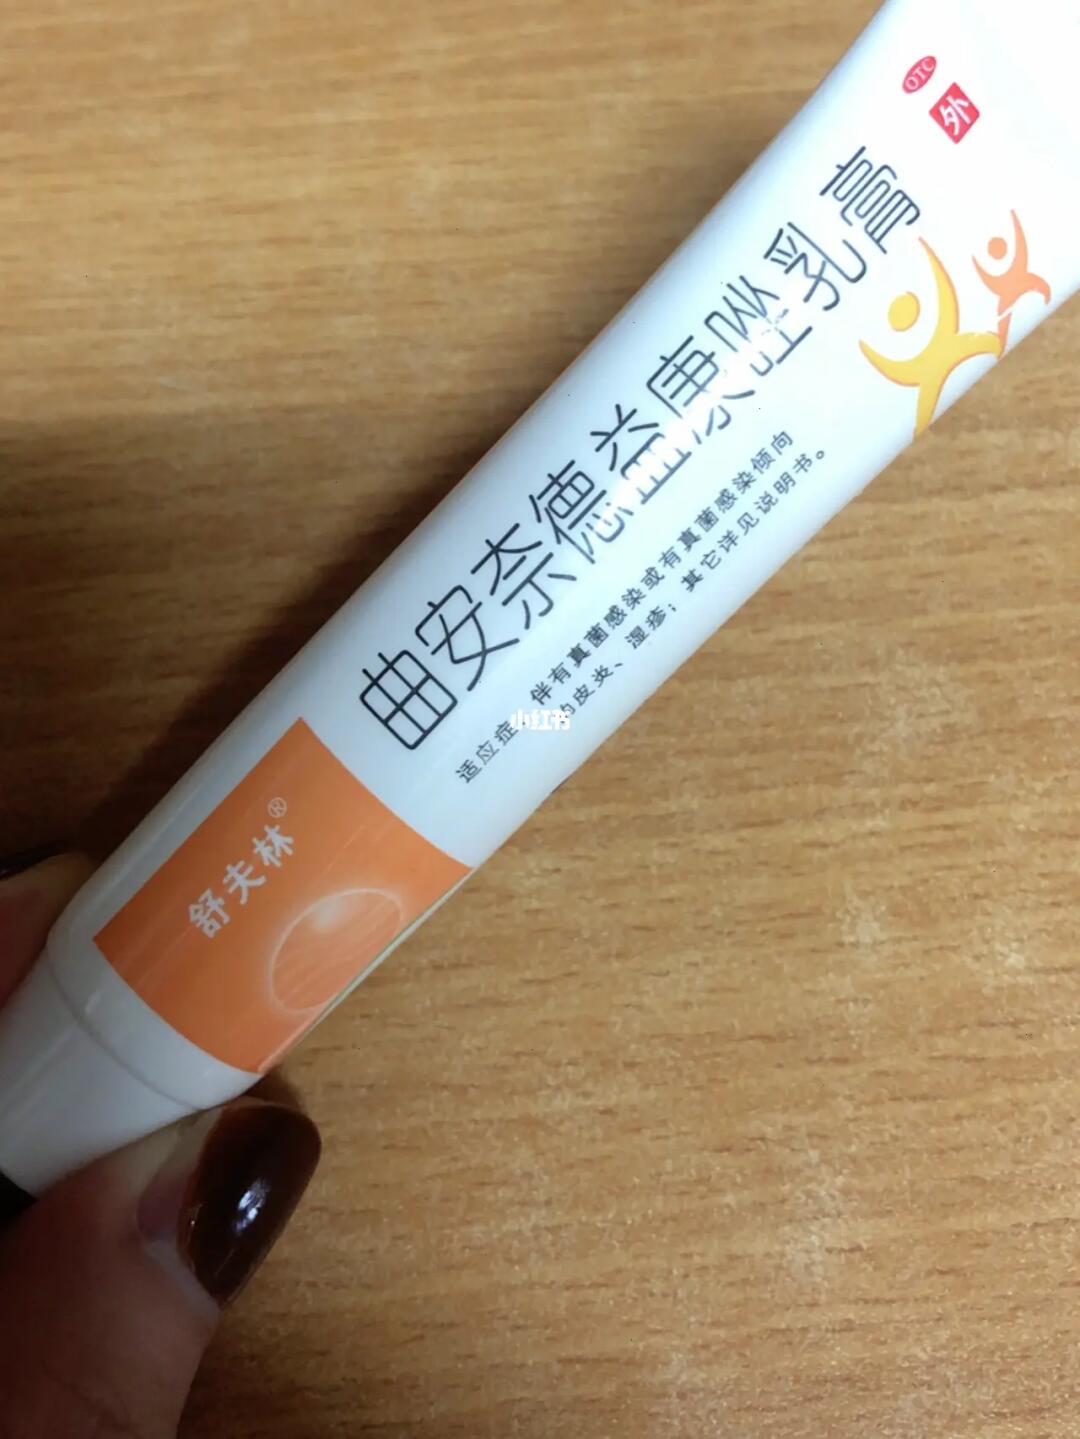 OTC
外
曲安奈德益康唑乳膏
适应症：伴有真菌感染或有真菌感染倾向
的皮炎、湿疹；其它详见说明书。
舒夫林®
小红书